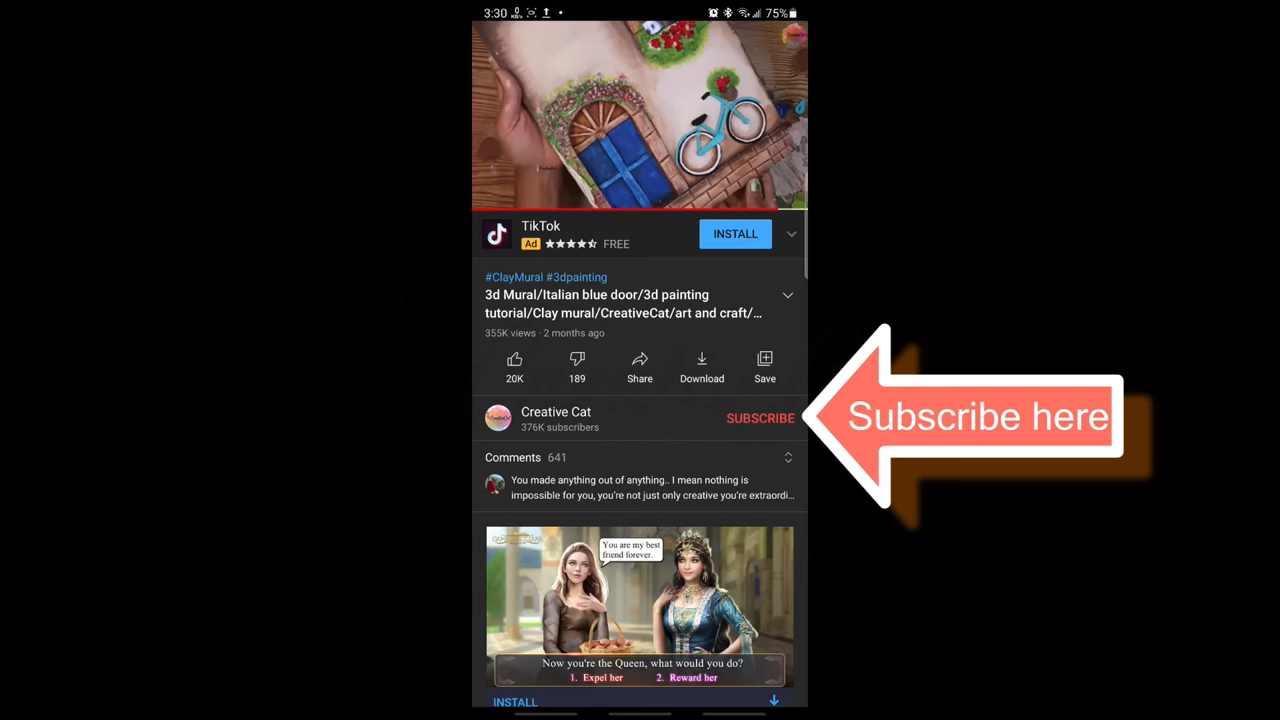 3:30
0
KB/s
75%
TikTok
Ad
FREE
INSTALL
#ClayMural #3dpainting
3d Mural/Italian blue door/3d painting
tutorial/Clay mural/CreativeCat/art and craft/...
355K views · 2 months ago
20K
189
Share
Download
Save
Creative Cat
376K subscribers
SUBSCRIBE
Subscribe here
Comments 641
You made anything out of anything.. I mean nothing is
impossible for you, you're not just only creative you're extraordi...
You are my best
friend forever.
Now you're the Queen, what would you do?
1. Expel her
2. Reward her
INSTALL